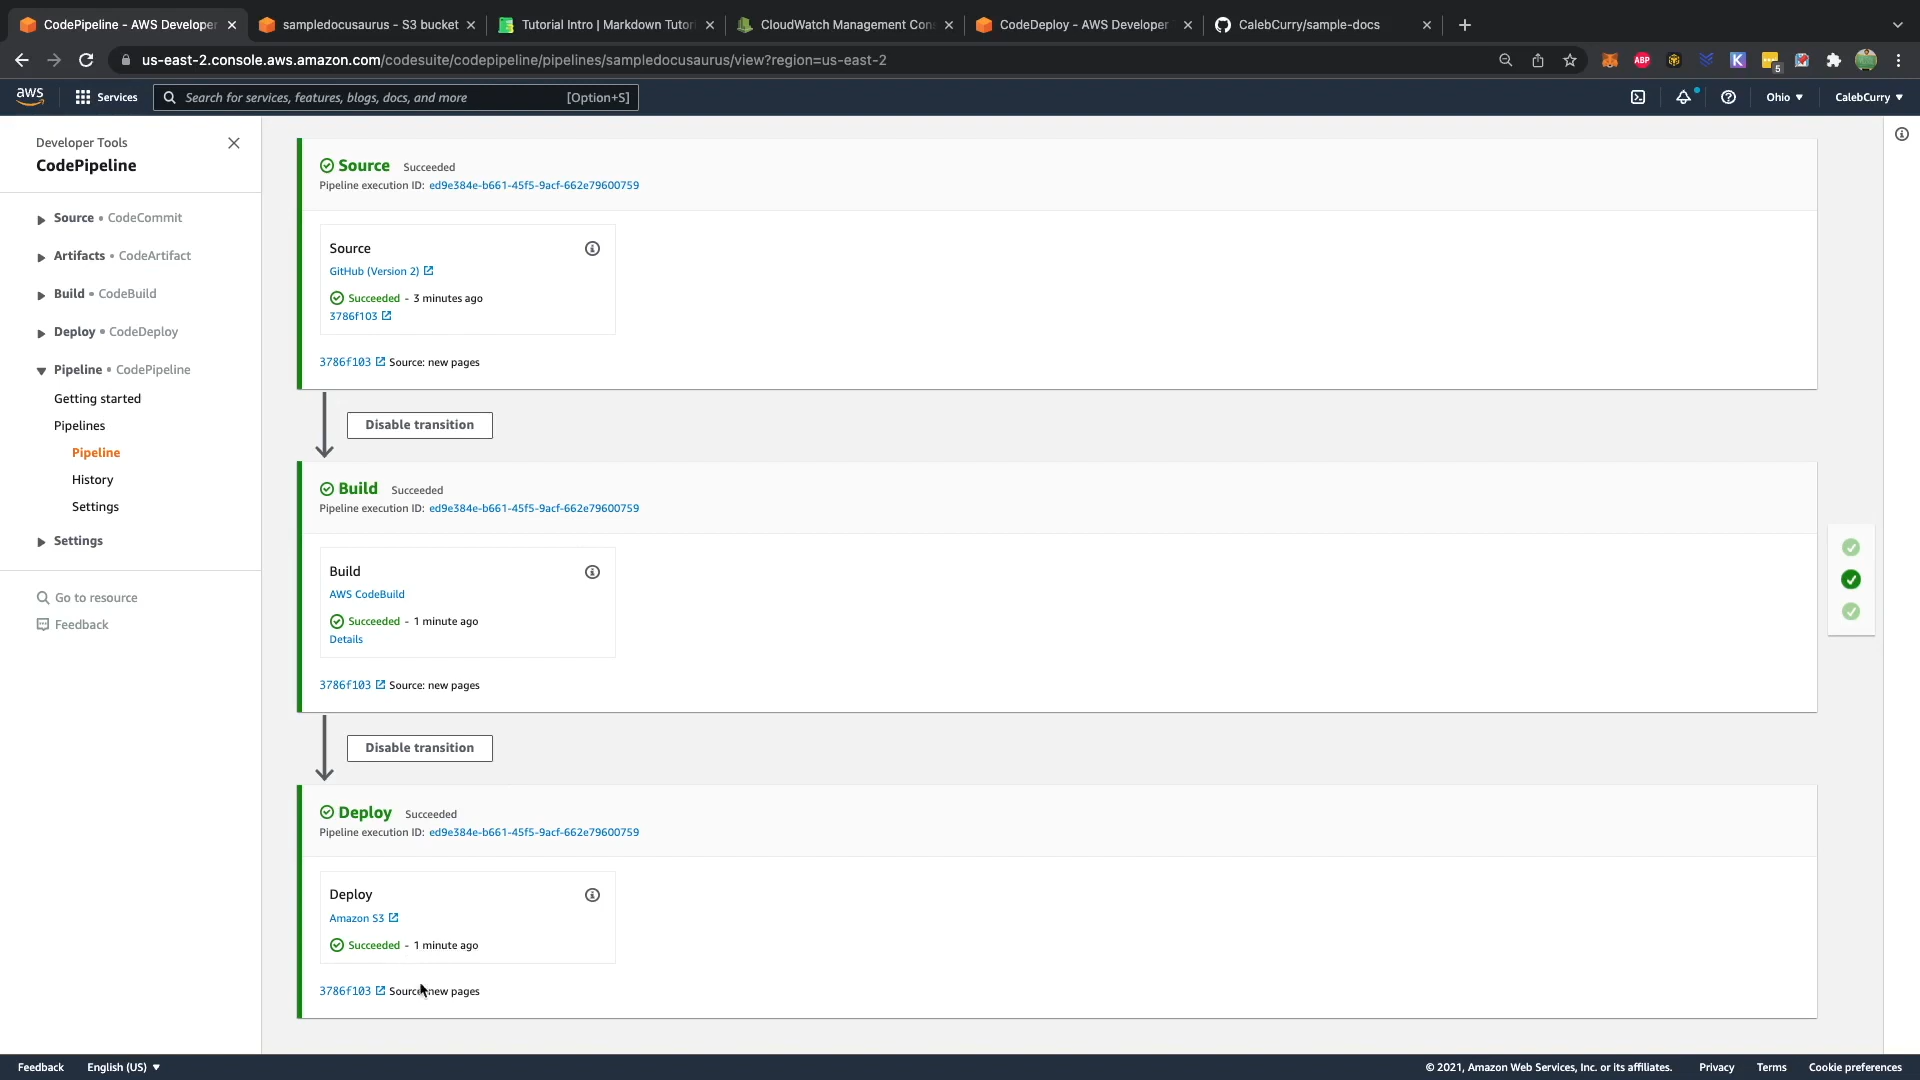 CodePipeline - AWS Developer
sampledocusaurus - S3 bucket
Tutorial Intro | Markdown Tutor
CloudWatch Management Con
CodeDeploy - AWS Developer
CalebCurry/sample-docs
us-east-2.console.aws.amazon.com/codesuite/codepipeline/pipelines/sampledocusaurus/view?region=us-east-2
ABP
K
5
aws
Services
Search for services, features, blogs, docs, and more
[Option+S]
Ohio ▼
CalebCurry ▼
Developer Tools
CodePipeline
Source • CodeCommit
Artifacts • CodeArtifact
Build • CodeBuild
Deploy • CodeDeploy
Pipeline • CodePipeline
Getting started
Pipelines
Pipeline
History
Settings
Settings
Go to resource
Feedback
Source Succeeded
Pipeline execution ID: ed9e384e-b661-45f5-9acf-662e79600759
Source
GitHub (Version 2)
Succeeded - 3 minutes ago
3786f103
3786f103 Source: new pages
Disable transition
Build Succeeded
Pipeline execution ID: ed9e384e-b661-45f5-9acf-662e79600759
Build
AWS CodeBuild
Succeeded - 1 minute ago
Details
3786f103 Source: new pages
Disable transition
Deploy Succeeded
Pipeline execution ID: ed9e384e-b661-45f5-9acf-662e79600759
Deploy
Amazon S3
Succeeded - 1 minute ago
3786f103 Source: new pages
Feedback
English (US) ▼
© 2021, Amazon Web Services, Inc. or its affiliates.
Privacy
Terms
Cookie preferences